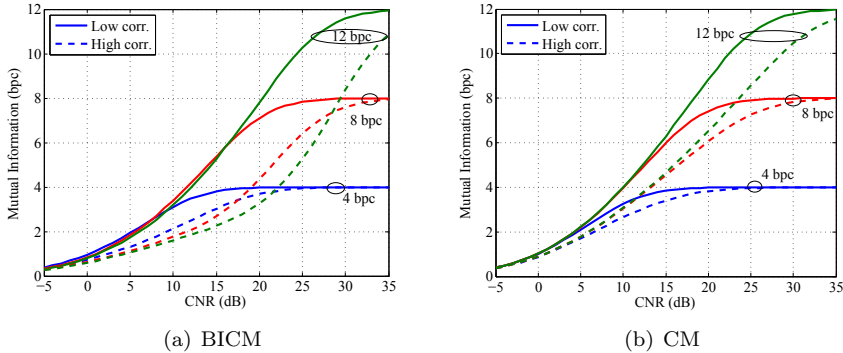 12
10
8
6
4
2
0
Mutual Information (bpc)
Low corr.
High corr.
12 bpc
8 bpc
4 bpc
−5 0 5 10 15 20 25 30 35
CNR (dB)
(a) BICM
12
10
8
6
4
2
0
Mutual Information (bpc)
Low corr.
High corr.
12 bpc
8 bpc
4 bpc
−5 0 5 10 15 20 25 30 35
CNR (dB)
(b) CM